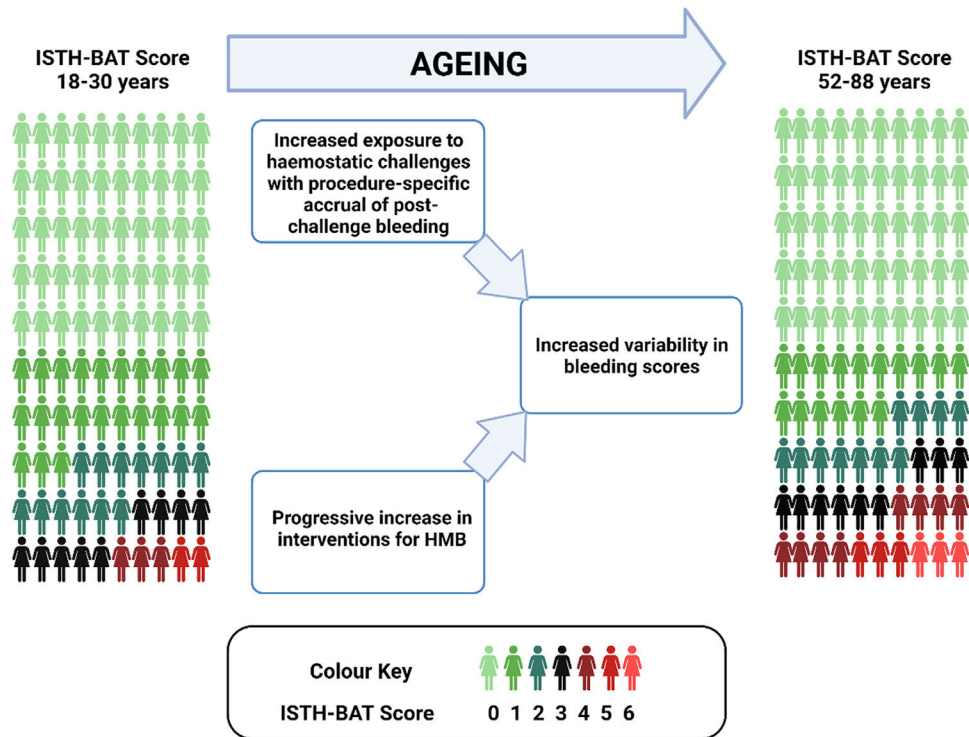 ISTH-BAT Score
18-30 years
AGEING
ISTH-BAT Score
52-88 years
Increased exposure to
haemostatic challenges
with procedure-specific
accrual of post-
challenge bleeding
Increased variability in
bleeding scores
Progressive increase in
interventions for HMB
Colour Key
ISTH-BAT Score 0 1 2 3 4 5 6